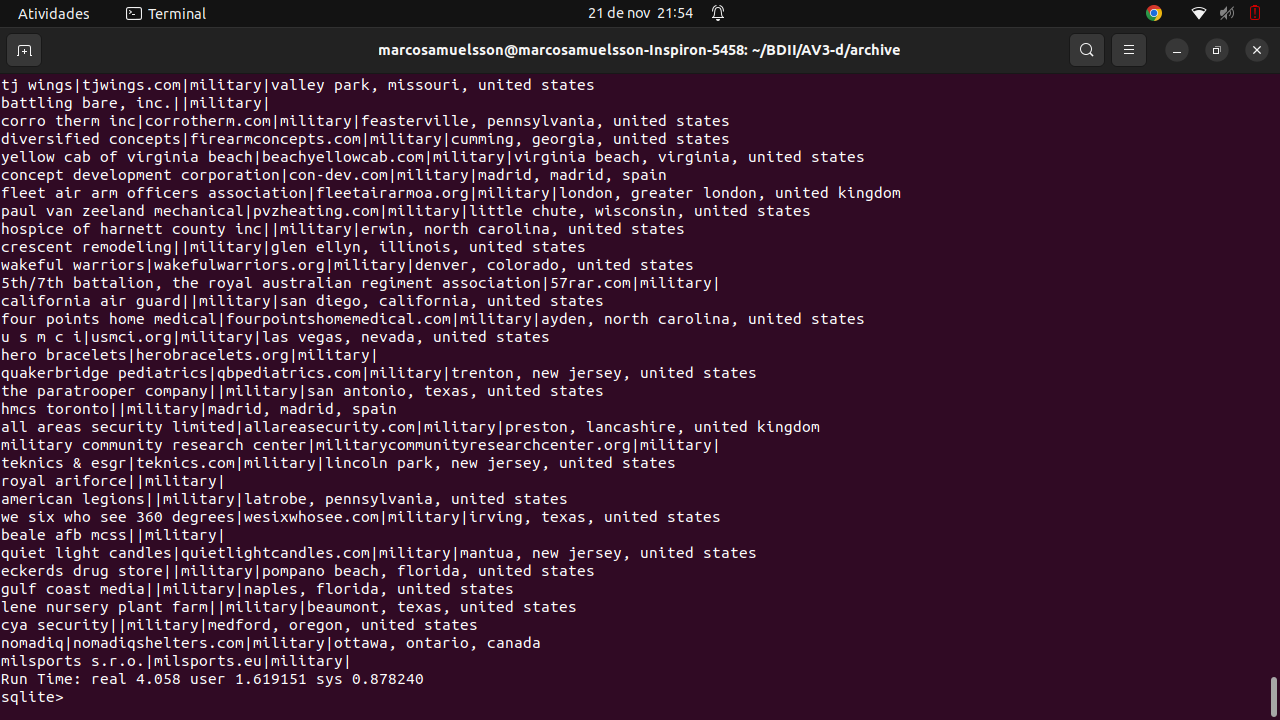 Atividades
Terminal
21 de nov 21:54
marcosamuelsson@marcosamuelsson-Inspiron-5458: ~/BDII/AV3-d/archive
tj wings|tjwings.com|military|valley park, missouri, united states
battling bare, inc.||military|
corro therm inc|corrotherm.com|military|feasterville, pennsylvania, united states
diversified concepts|firearmconcepts.com|military|cumming, georgia, united states
yellow cab of virginia beach|beachyellowcab.com|military|virginia beach, virginia, united states
concept development corporation|con-dev.com|military|madrid, madrid, spain
fleet air arm officers association|fleetairarmoa.org|military|london, greater london, united kingdom
paul van zeeland mechanical|pvzheating.com|military|little chute, wisconsin, united states
hospice of harnett county inc||military|erwin, north carolina, united states
crescent remodeling||military|glen ellyn, illinois, united states
wakeful warriors|wakefulwarriors.org|military|denver, colorado, united states
5th/7th battalion, the royal australian regiment association|57rar.com|military|
california air guard||military|san diego, california, united states
four points home medical|fourpointshomemedical.com|military|ayden, north carolina, united states
u s m c i|usmci.org|military|las vegas, nevada, united states
hero bracelets|herobracelets.org|military|
quakerbridge pediatrics|qbpediatrics.com|military|trenton, new jersey, united states
the paratrooper company||military|san antonio, texas, united states
hmcs toronto||military|madrid, madrid, spain
all areas security limited|allareasecurity.com|military|preston, lancashire, united kingdom
military community research center|militarycommunityresearchcenter.org|military|
teknics & esgr|teknics.com|military|lincoln park, new jersey, united states
royal ariforce||military|
american legions||military|latrobe, pennsylvania, united states
we six who see 360 degrees|wesixwhosee.com|military|irving, texas, united states
beale afb mcss||military|
quiet light candles|quietlightcandles.com|military|mantua, new jersey, united states
eckerds drug store||military|pompano beach, florida, united states
gulf coast media||military|naples, florida, united states
lene nursery plant farm||military|beaumont, texas, united states
cya security||military|medford, oregon, united states
nomadiq|nomadiqshelters.com|military|ottawa, ontario, canada
milsports s.r.o.|milsports.eu|military|
Run Time: real 4.058 user 1.619151 sys 0.878240
sqlite>